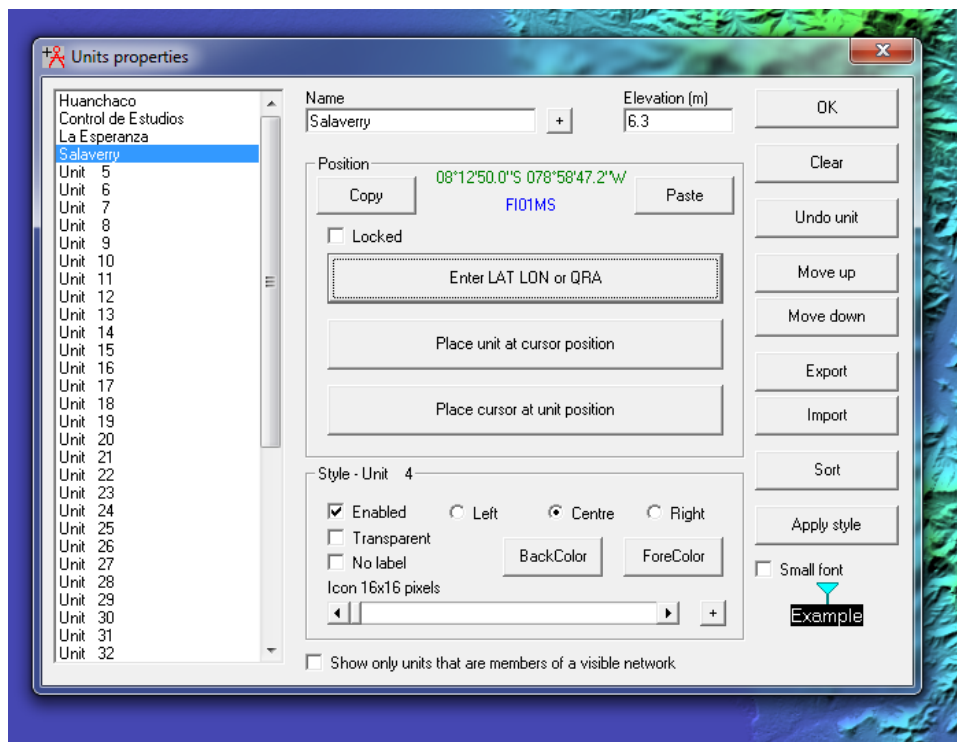 Units properties
Huanchaco
Control de Estudios
La Esperanza
Salaverry
Unit 5
Unit 6
Unit 7
Unit 8
Unit 9
Unit 10
Unit 11
Unit 12
Unit 13
Unit 14
Unit 15
Unit 16
Unit 17
Unit 18
Unit 19
Unit 20
Unit 21
Unit 22
Unit 23
Unit 24
Unit 25
Unit 26
Unit 27
Unit 28
Unit 29
Unit 30
Unit 31
Unit 32
Name Elevation (m)
Salaverry + 6.3
Position
08°12'50.0"S 078°58'47.2"W
Copy FI01MS Paste
Locked
Enter LAT LON or QRA
Place unit at cursor position
Place cursor at unit position
Style - Unit 4
Enabled Left Centre Right
Transparent
No label BackColor ForeColor
Icon 16x16 pixels
+
Show only units that are members of a visible network
OK
Clear
Undo unit
Move up
Move down
Export
Import
Sort
Apply style
Small font
Example